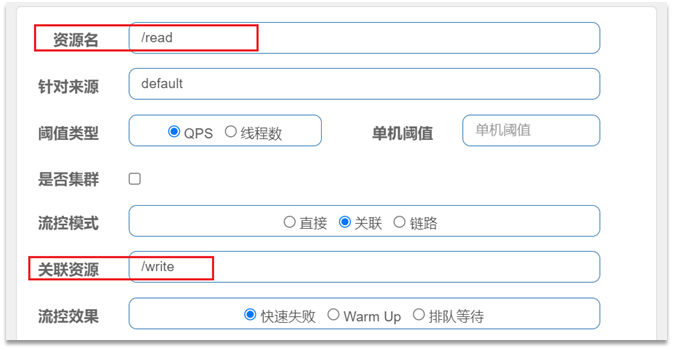 资源名 /read
针对来源 default
阈值类型 QPS 线程数 单机阈值 单机阈值
是否集群
流控模式 直接 关联 链路
关联资源 /write
流控效果 快速失败 Warm Up 排队等待